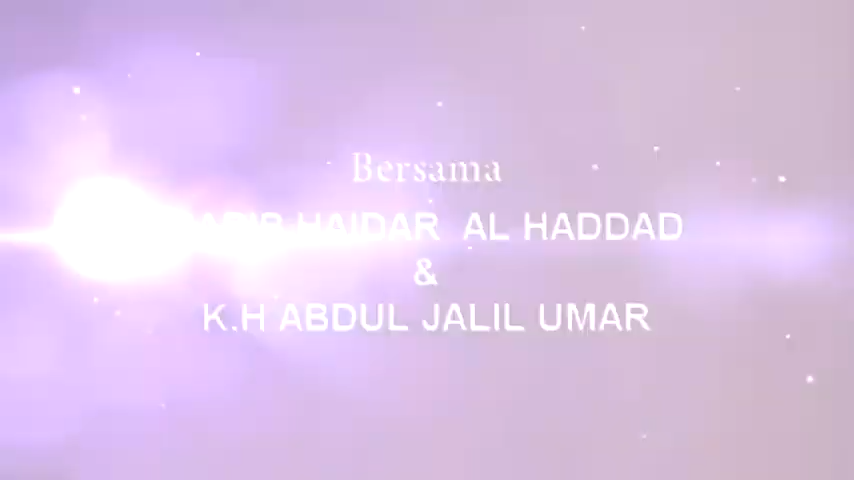 Bersama
HAIDAR AL HADDAD
&
K.H ABDUL JALIL UMAR